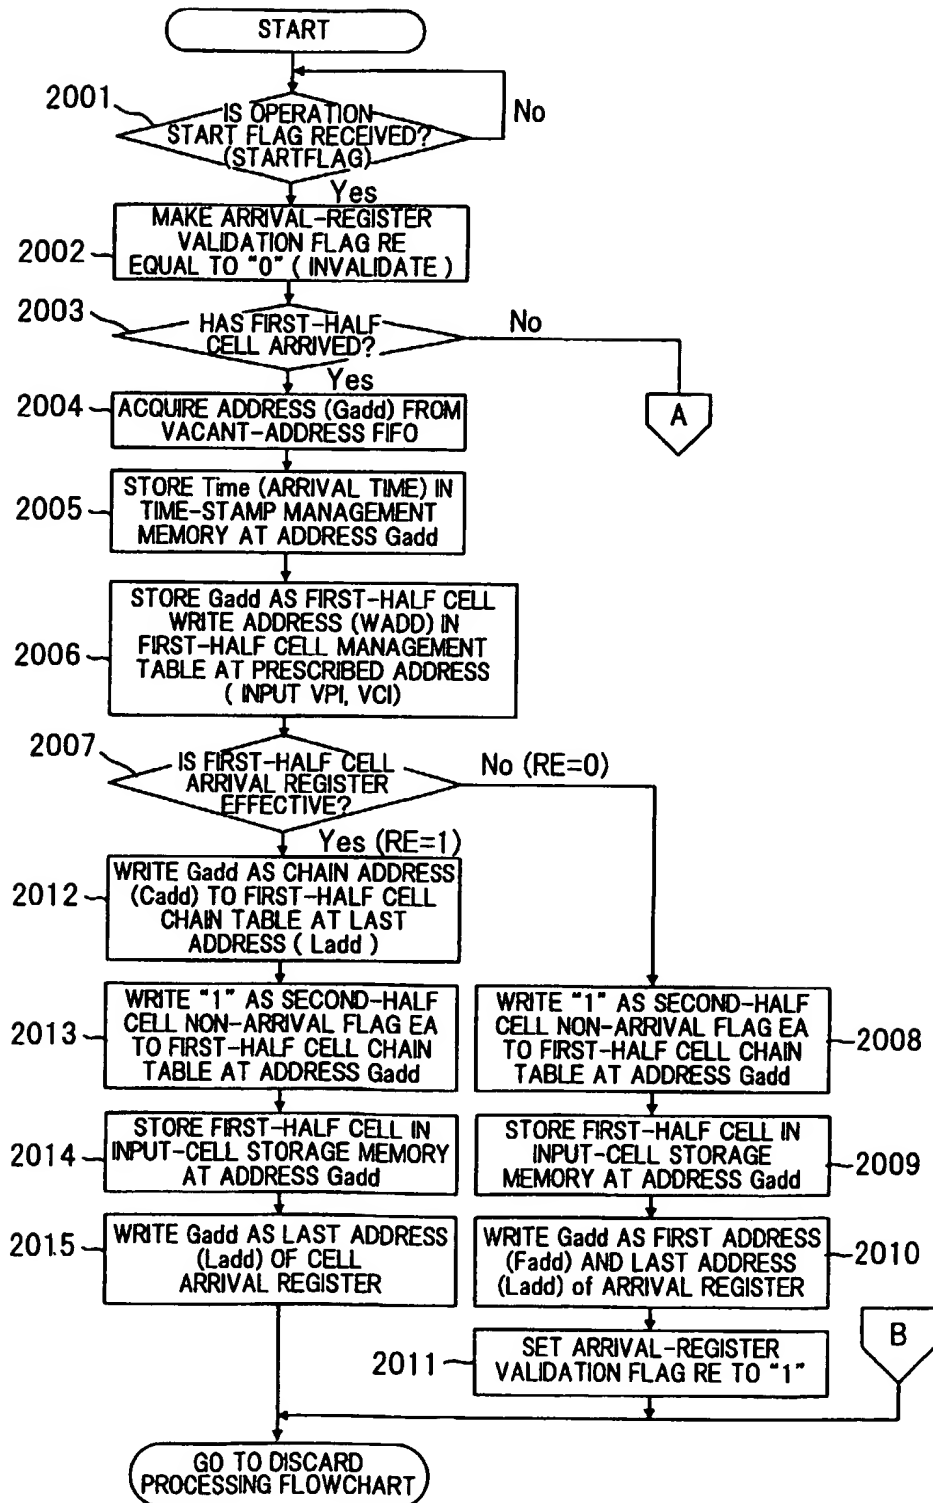 START
2001
IS OPERATION
START FLAG RECEIVED?
(STARTFLAG)
No
Yes
2002
MAKE ARRIVAL-REGISTER
VALIDATION FLAG RE
EQUAL TO "0" ( INVALIDATE )
2003
HAS FIRST-HALF
CELL ARRIVED?
No
Yes
A
2004
ACQUIRE ADDRESS (Gadd) FROM
VACANT-ADDRESS FIFO
2005
STORE Time (ARRIVAL TIME) IN
TIME-STAMP MANAGEMENT
MEMORY AT ADDRESS Gadd
2006
STORE Gadd AS FIRST-HALF CELL
WRITE ADDRESS (WADD) IN
FIRST-HALF CELL MANAGEMENT
TABLE AT PRESCRIBED ADDRESS
( INPUT VPI, VCI)
2007
IS FIRST-HALF CELL
ARRIVAL REGISTER
EFFECTIVE?
No (RE=0)
Yes (RE=1)
2012
WRITE Gadd AS CHAIN ADDRESS
(Cadd) TO FIRST-HALF CELL
CHAIN TABLE AT LAST
ADDRESS ( Ladd )
2013
WRITE "1" AS SECOND-HALF
CELL NON-ARRIVAL FLAG EA
TO FIRST-HALF CELL CHAIN
TABLE AT ADDRESS Gadd
WRITE "1" AS SECOND-HALF
CELL NON-ARRIVAL FLAG EA
TO FIRST-HALF CELL CHAIN
TABLE AT ADDRESS Gadd
2008
2014
STORE FIRST-HALF CELL IN
INPUT-CELL STORAGE MEMORY
AT ADDRESS Gadd
STORE FIRST-HALF CELL IN
INPUT-CELL STORAGE
MEMORY AT ADDRESS Gadd
2009
2015
WRITE Gadd AS LAST ADDRESS
(Ladd) OF CELL
ARRIVAL REGISTER
WRITE Gadd AS FIRST ADDRESS
(Fadd) AND LAST ADDRESS
(Ladd) of ARRIVAL REGISTER
2010
2011
SET ARRIVAL-REGISTER
VALIDATION FLAG RE TO "1"
B
GO TO DISCARD
PROCESSING FLOWCHART